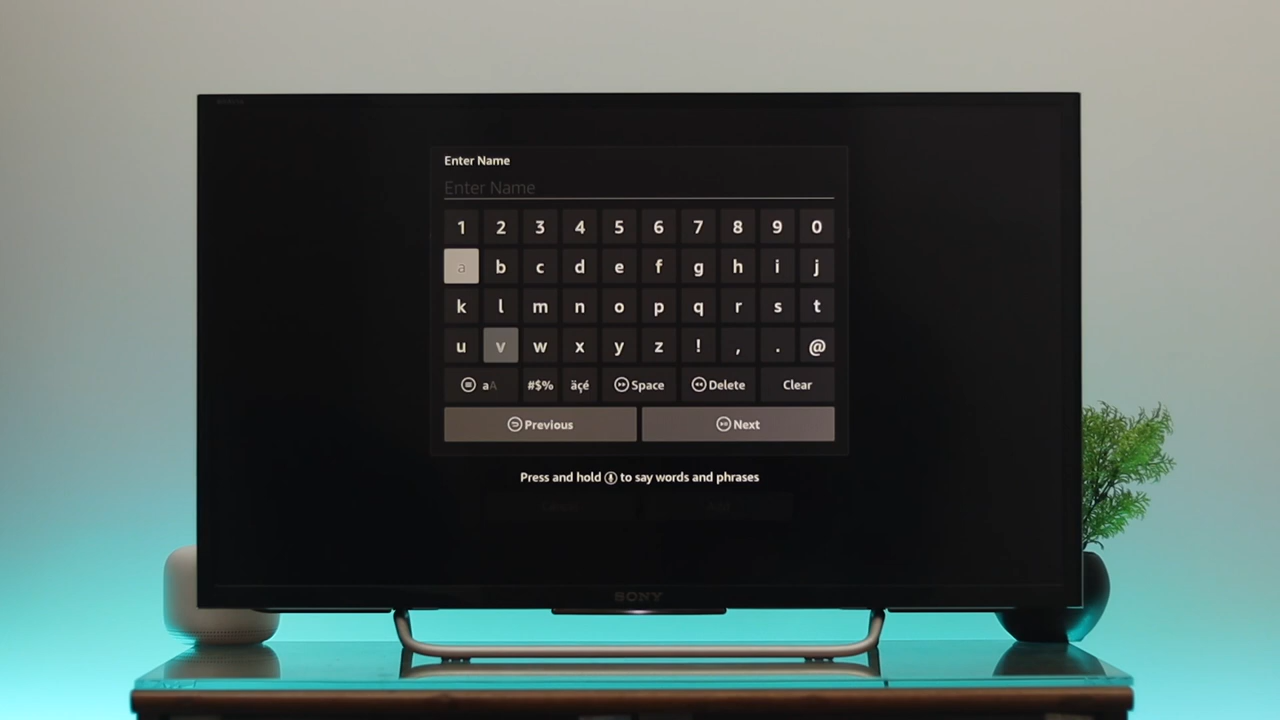 Enter Name
Enter Name
1 2 3 4 5 6 7 8 9 0
a b c d e f g h i j
k l m n o p q r s t
u v w x y z ! , . @
aA #$% äçé Space Delete Clear
Previous Next
Press and hold to say words and phrases
SONY